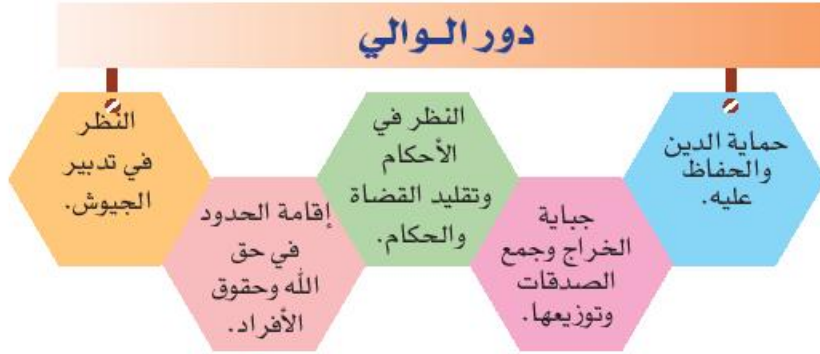 دور الـوالي
حماية الدين
والحفاظ
عليه.
جباية
الخراج وجمع
الصدقات
وتوزيعها.
النظر في
الأحكام
وتقليد القضاة
والحكام.
إقامة الحدود
في حق
الله وحقوق
الأفراد.
النظر
في تدبير
الجيوش.